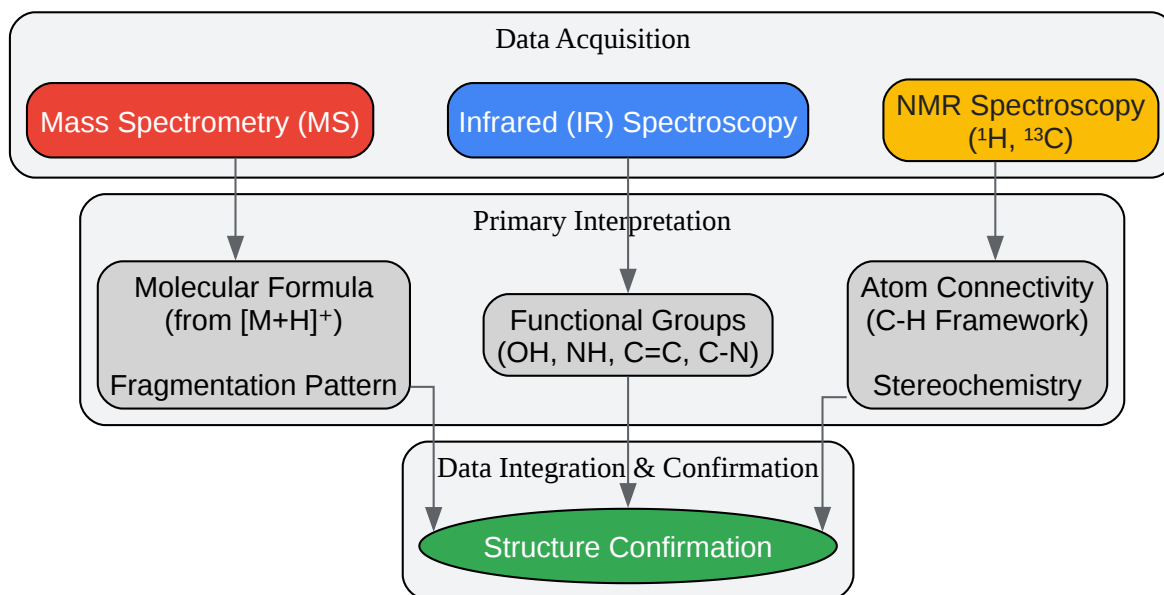 Data Acquisition
Mass Spectrometry (MS)
Infrared (IR) Spectroscopy
NMR Spectroscopy
(¹H, ¹³C)
Primary Interpretation
Molecular Formula
(from [M+H]⁺)
Fragmentation Pattern
Functional Groups
(OH, NH, C=C, C-N)
Atom Connectivity
(C-H Framework)
Stereochemistry
Data Integration & Confirmation
Structure Confirmation